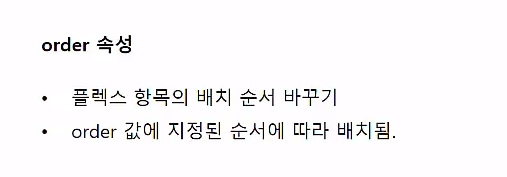 order 속성
• 플렉스 항목의 배치 순서 바꾸기
• order 값에 지정된 순서에 따라 배치됨.